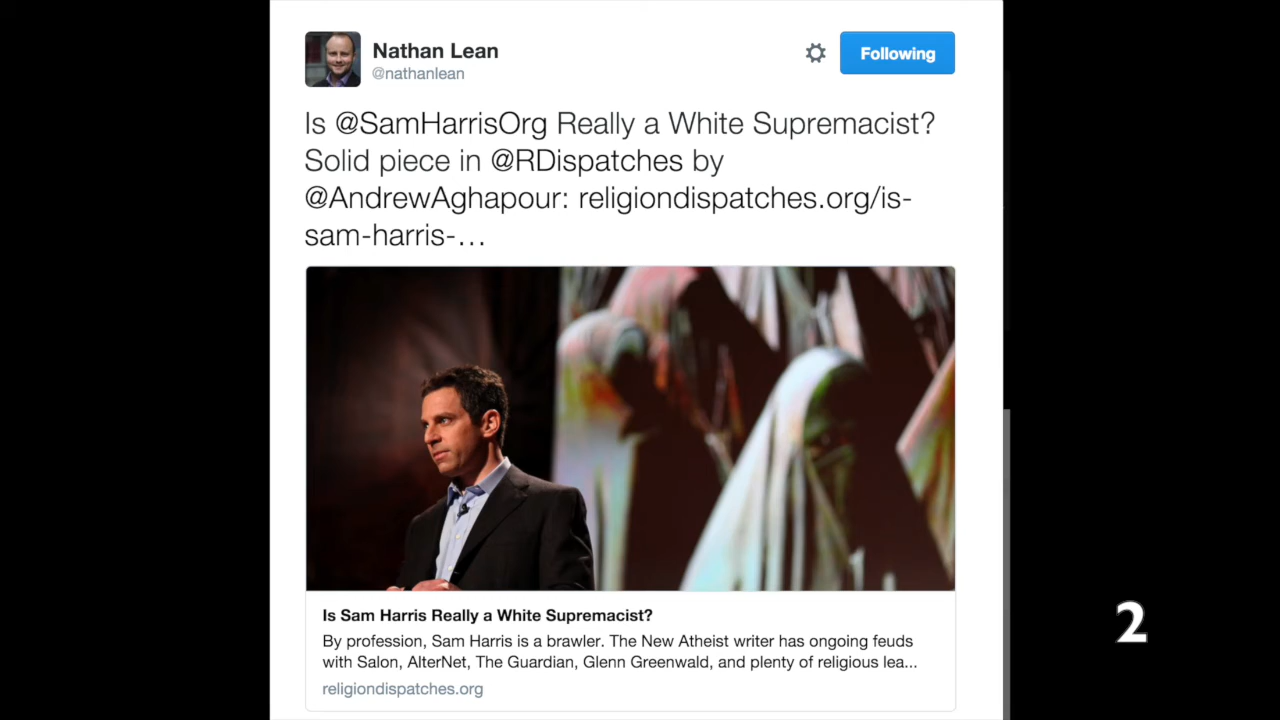 Nathan Lean
@nathanlean
Following
Is @SamHarrisOrg Really a White Supremacist?
Solid piece in @RDispatches by
@AndrewAghapour: religiondispatches.org/is-
sam-harris-…
Is Sam Harris Really a White Supremacist?
By profession, Sam Harris is a brawler. The New Atheist writer has ongoing feuds
with Salon, AlterNet, The Guardian, Glenn Greenwald, and plenty of religious lea...
religiondispatches.org
2